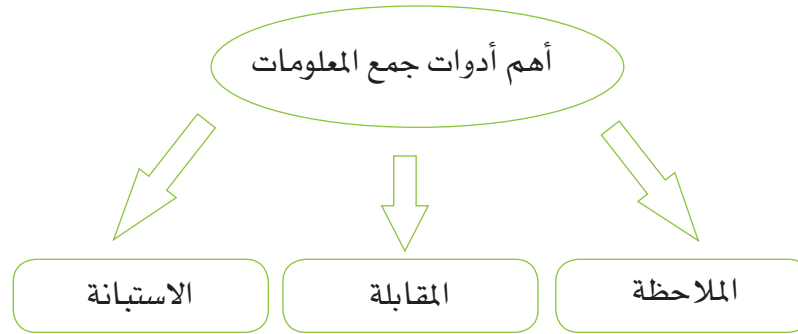 أهم أدوات جمع المعلومات
الملاحظة
المقابلة
الاستبانة